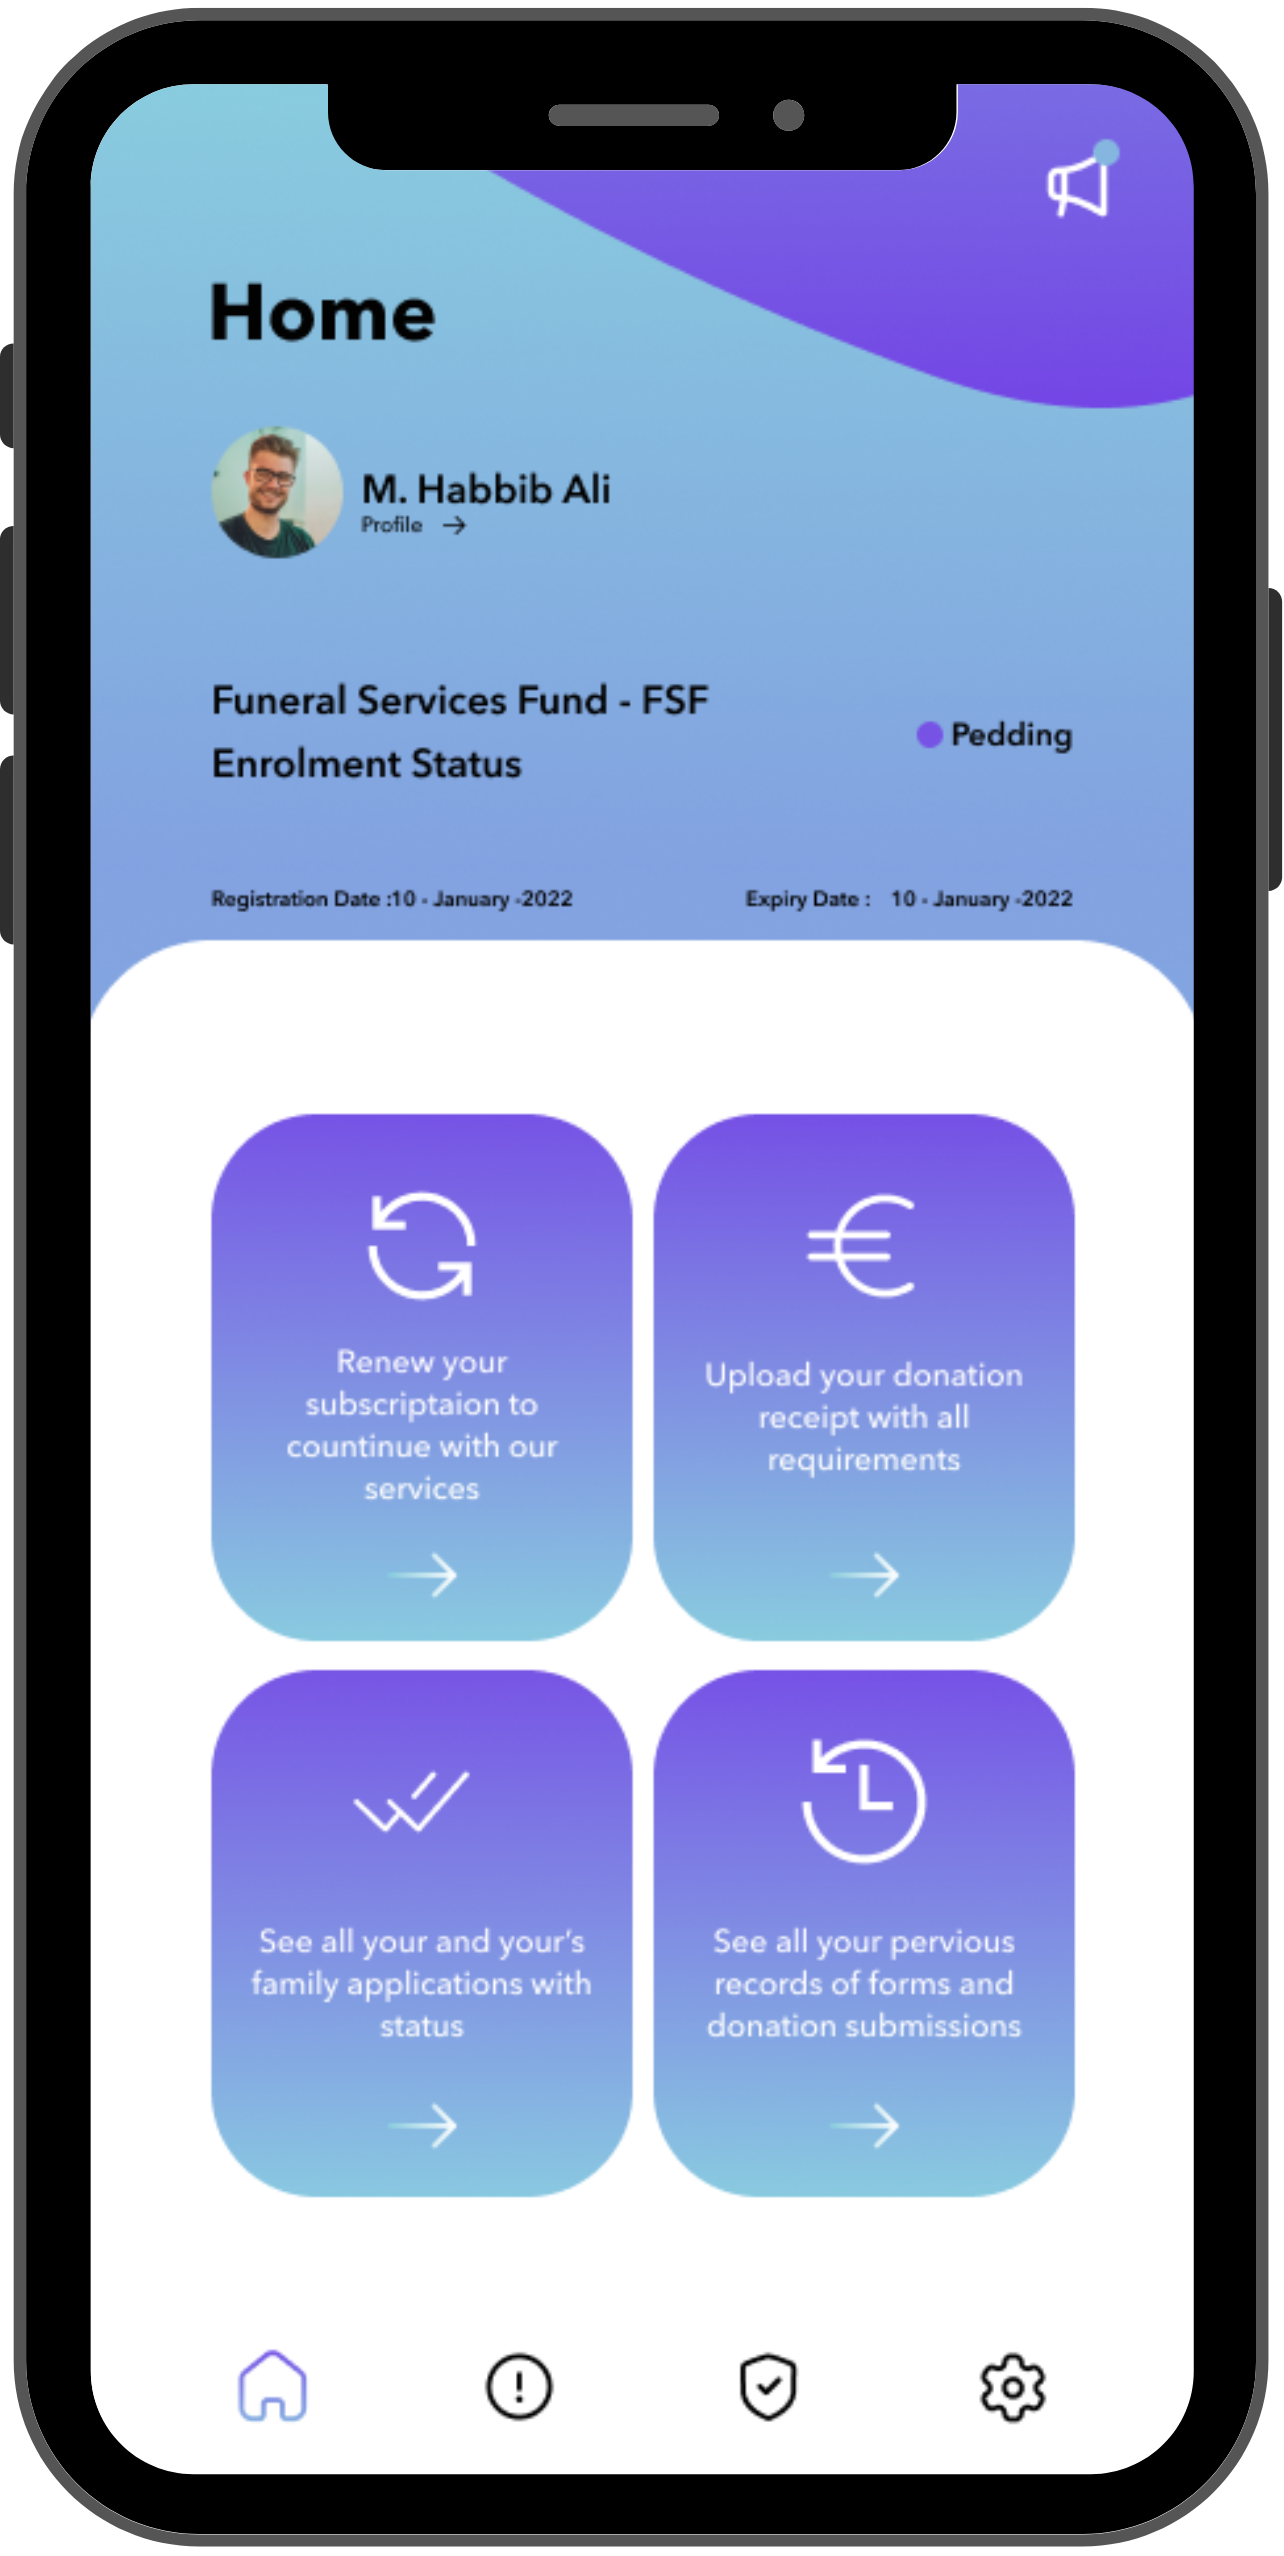 Home
M. Habbib Ali
Profile →
Funeral Services Fund - FSF
Enrolment Status
Pedding
Registration Date :10 - January -2022
Expiry Date : 10 - January -2022
Renew your
subscriptaion to
countinue with our
services
Upload your donation
receipt with all
requirements
See all your and your's
family applications with
status
See all your pervious
records of forms and
donation submissions